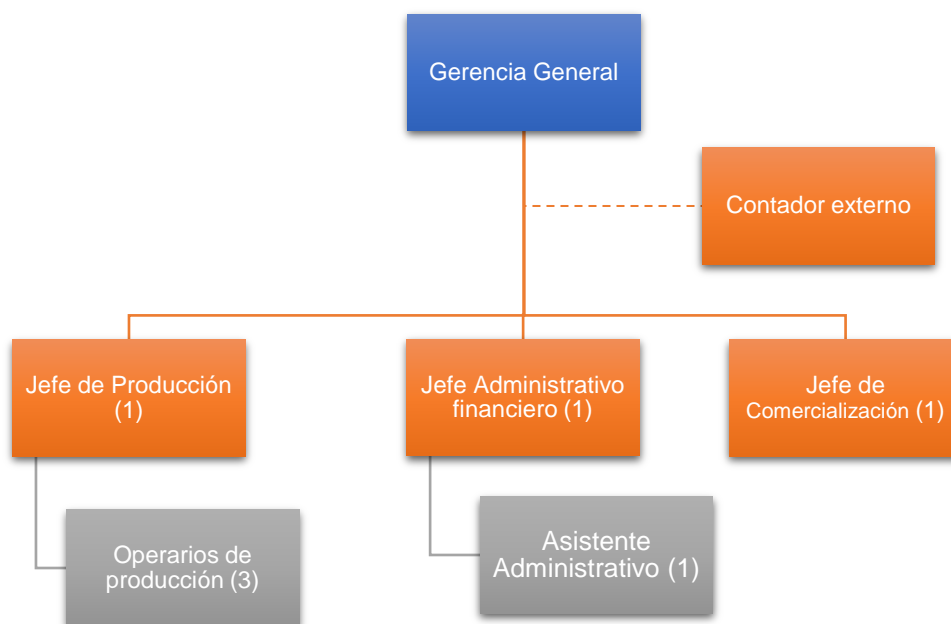 Gerencia General
Contador externo
Jefe de Producción
(1)
Jefe Administrativo
financiero (1)
Jefe de
Comercialización (1)
Operarios de
producción (3)
Asistente
Administrativo (1)